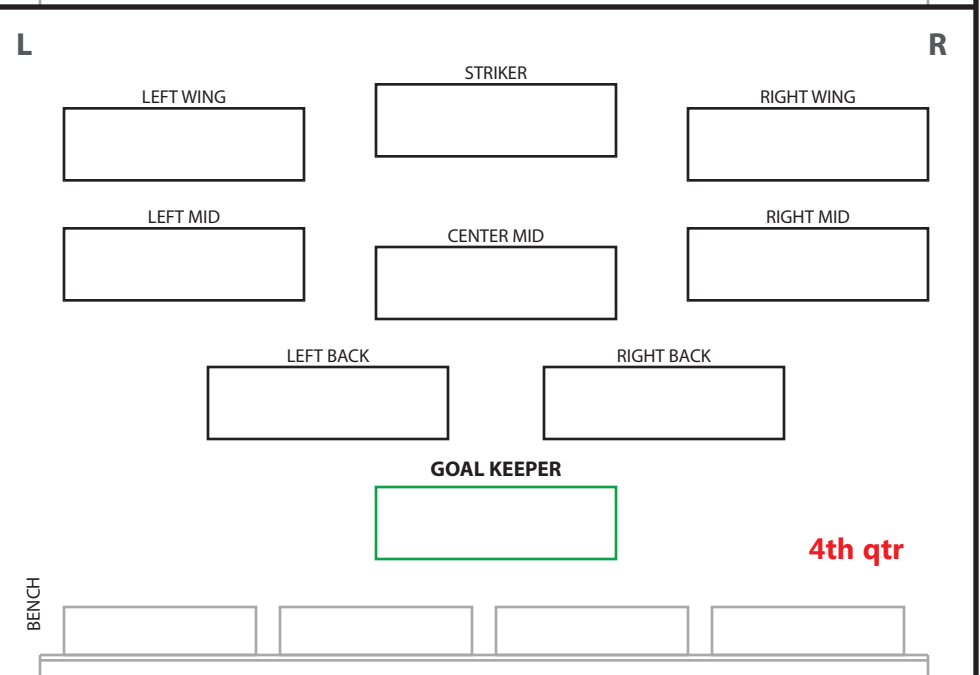 L
R
STRIKER
LEFT WING
RIGHT WING
LEFT MID
RIGHT MID
CENTER MID
LEFT BACK
RIGHT BACK
GOAL KEEPER
4th qtr
BENCH